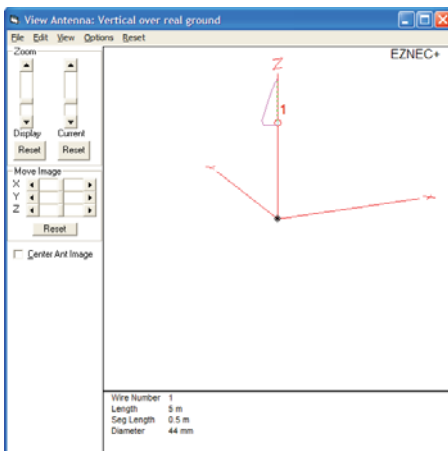 View Antenna: Vertical over real ground
File Edit View Options Reset
Zoom
Display Current
Reset Reset
Move Image
X
Y
Z
Reset
Center Ant Image
EZNEC+
Z
1
Y
X
Wire Number 1
Length 5 m
Seg Length 0.5 m
Diameter 44 mm